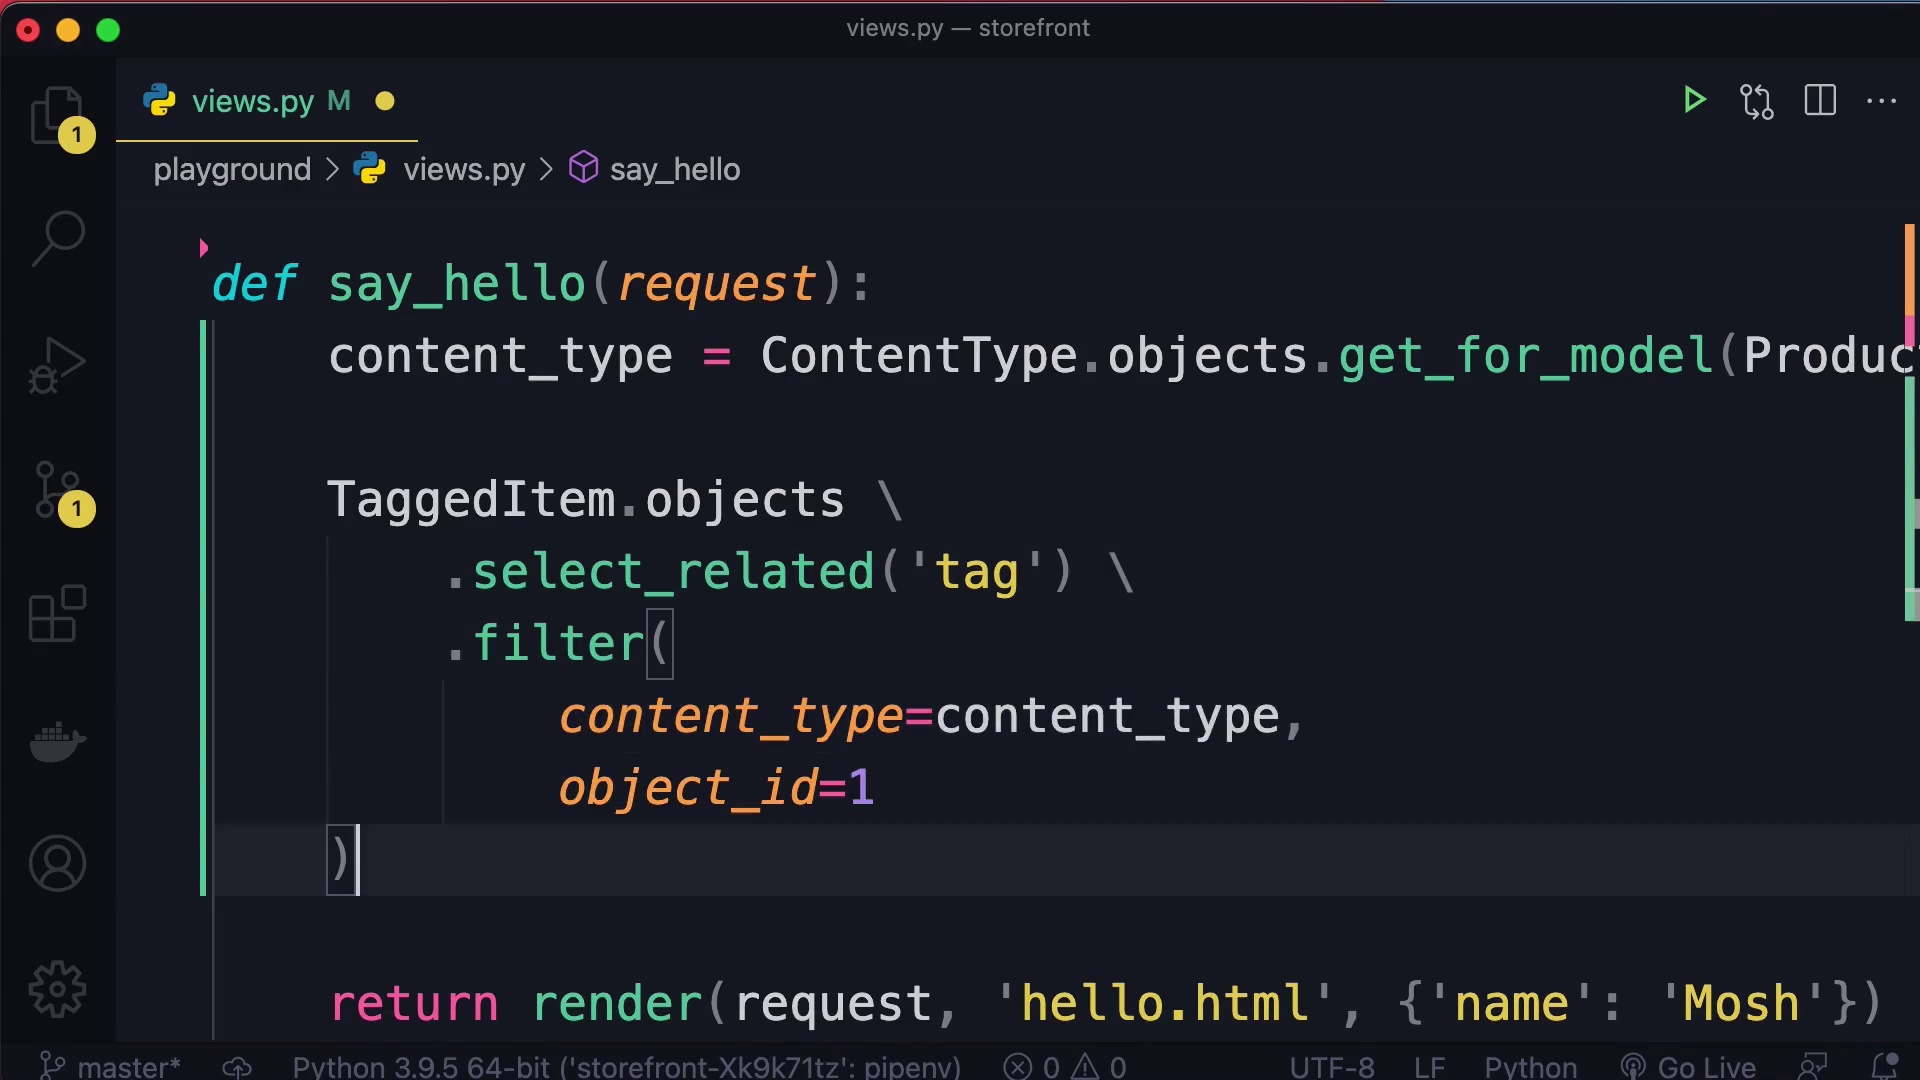 views.py — storefront
views.py M
1
playground > views.py > say_hello
def say_hello(request):
content_type = ContentType.objects.get_for_model(Produc
TaggedItem.objects \
.select_related('tag') \
1
.filter(
content_type=content_type,
object_id=1
)
return render(request, 'hello.html', {'name': 'Mosh'})
master* Python 3.9.5 64-bit ('storefront-Xk9k71tz': pipenv) 0 0 UTF-8 LF Python Go Live